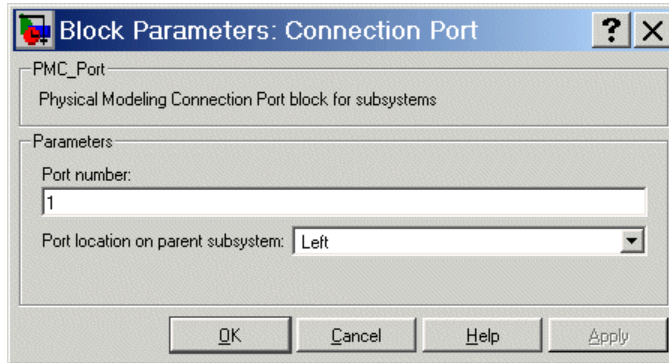 Block Parameters: Connection Port
PMC_Port
Physical Modeling Connection Port block for subsystems
Parameters
Port number:
1
Port location on parent subsystem: Left
OK Cancel Help Apply